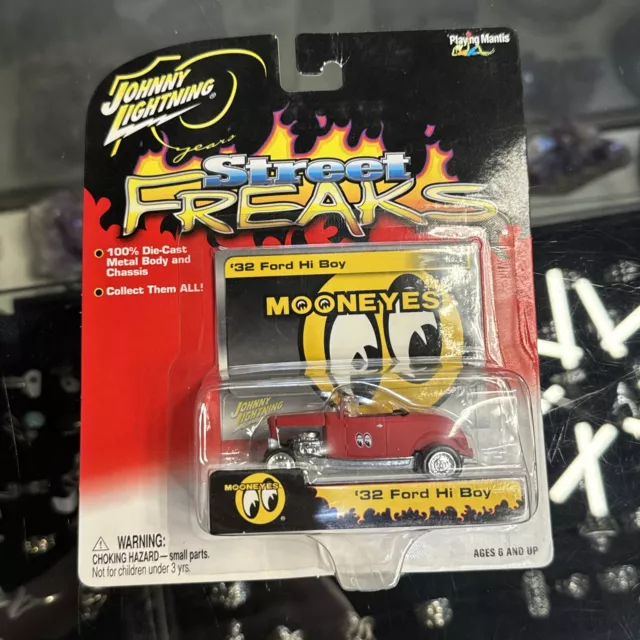 Playing Mantis
JOHNNY
LIGHTNING®
years
Street
FREAKS
100% Die-Cast
Metal Body and
Chassis
Collect Them ALL!
'32 Ford Hi Boy
MOONEYES
JOHNNY
LIGHTNING
MOONEYES
'32 Ford Hi Boy
WARNING:
CHOKING HAZARD—small parts.
Not for children under 3 yrs.
AGES 6 AND UP